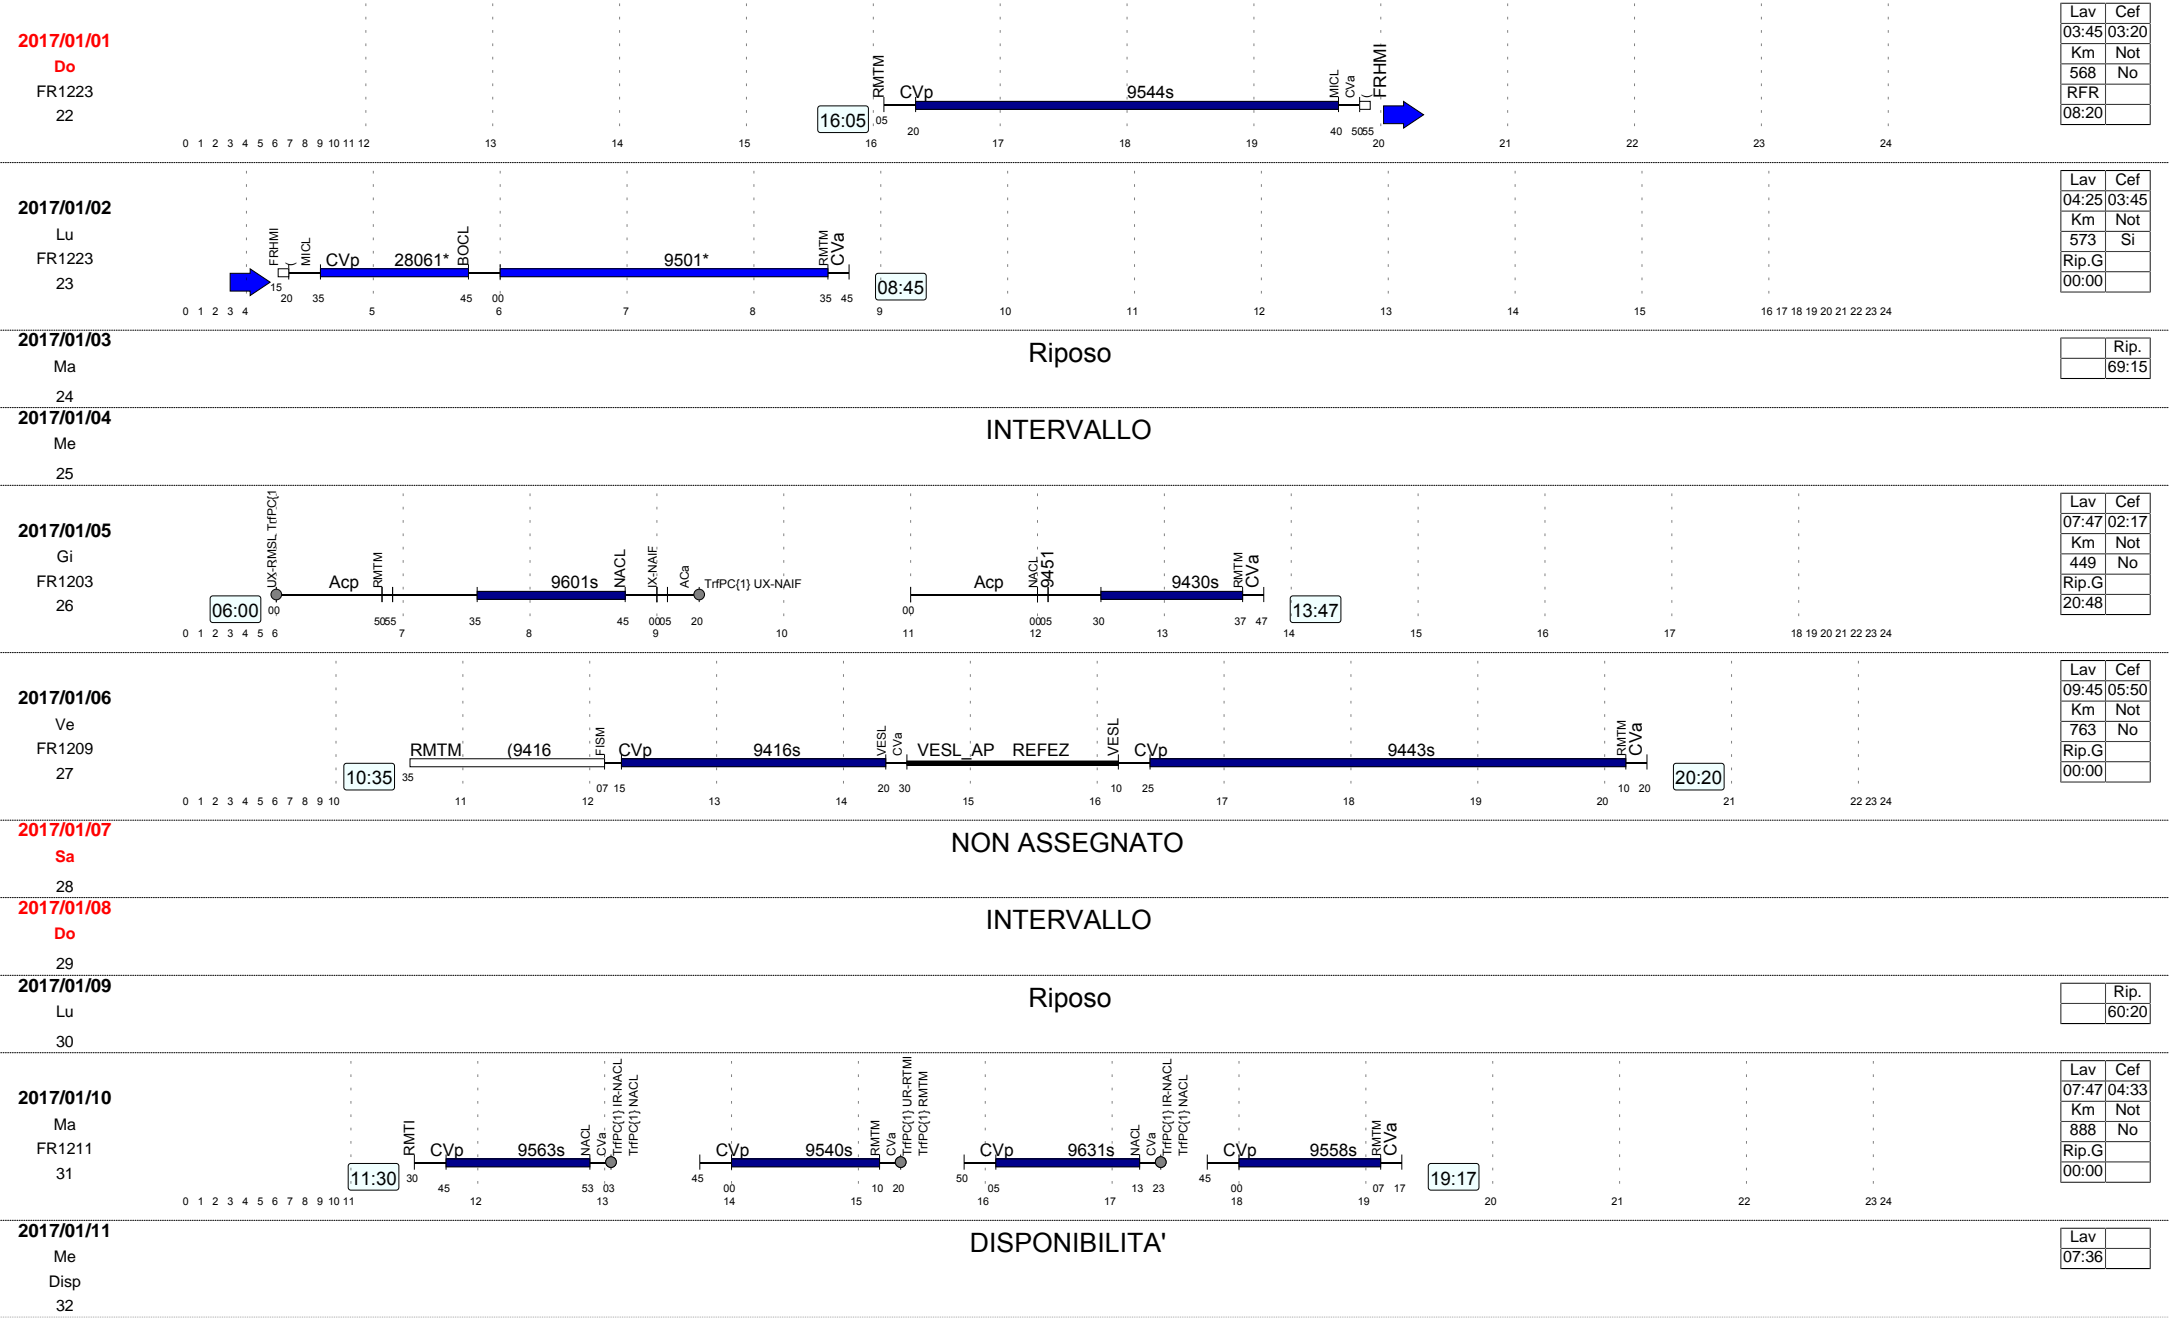 2017/01/01
Do
FR1223
22
16:05
RMTM
05
CVp
20
9544s
MICL
40
CVa
50 55
(
FRHMI
0 1 2 3 4 5 6 7 8 9 10 11 12 13 14 15 16 17 18 19 20 21 22 23 24
Lav Cef
03:45 03:20
Km Not
568 No
RFR
08:20
2017/01/02
Lu
FR1223
23
FRHMI
15
(
20
MICL
35
CVp
28061*
BOCL
45 00
9501*
RMTM
CVa
35 45
08:45
0 1 2 3 4 5 6 7 8 9 10 11 12 13 14 15 16 17 18 19 20 21 22 23 24
Lav Cef
04:25 03:45
Km Not
573 Si
Rip.G
00:00
2017/01/03
Ma
24
Riposo
Rip.
69:15
2017/01/04
Me
25
INTERVALLO
2017/01/05
Gi
FR1203
26
06:00
UX-RMSL TrfPC{1
00
Acp
RMTM
50 55
35
9601s
NACL
45
UX-NAIF
00 05
ACa
20
TrfPC{1} UX-NAIF
00
Acp
NACL
9451
00 05
30
9430s
RMTM
CVa
37 47
13:47
0 1 2 3 4 5 6 7 8 9 10 11 12 13 14 15 16 17 18 19 20 21 22 23 24
Lav Cef
07:47 02:17
Km Not
449 No
Rip.G
20:48
2017/01/06
Ve
FR1209
27
10:35
35
RMTM
(9416
FISM
07 15
CVp
9416s
VESL
CVa
20 30
VESL_AP REFEZ
VESL
10
CVp
25
9443s
RMTM
CVa
10 20
20:20
0 1 2 3 4 5 6 7 8 9 10 11 12 13 14 15 16 17 18 19 20 21 22 23 24
Lav Cef
09:45 05:50
Km Not
763 No
Rip.G
00:00
2017/01/07
Sa
28
NON ASSEGNATO
2017/01/08
Do
29
INTERVALLO
2017/01/09
Lu
30
Riposo
Rip.
60:20
2017/01/10
Ma
FR1211
31
11:30
RMTI
30
CVp
45
9563s
NACL
CVa
53 03
TrfPC{1} IR-NACL
TrfPC{1} NACL
45
CVp
00
9540s
RMTM
CVa
10 20
TrfPC{1} UR-RTMI
TrfPC{1} RMTM
50
CVp
05
9631s
NACL
CVa
13 23
TrfPC{1} IR-NACL
TrfPC{1} NACL
45
CVp
00
9558s
RMTM
CVa
07 17
19:17
0 1 2 3 4 5 6 7 8 9 10 11 12 13 14 15 16 17 18 19 20 21 22 23 24
Lav Cef
07:47 04:33
Km Not
888 No
Rip.G
00:00
2017/01/11
Me
Disp
32
DISPONIBILITA'
Lav
07:36